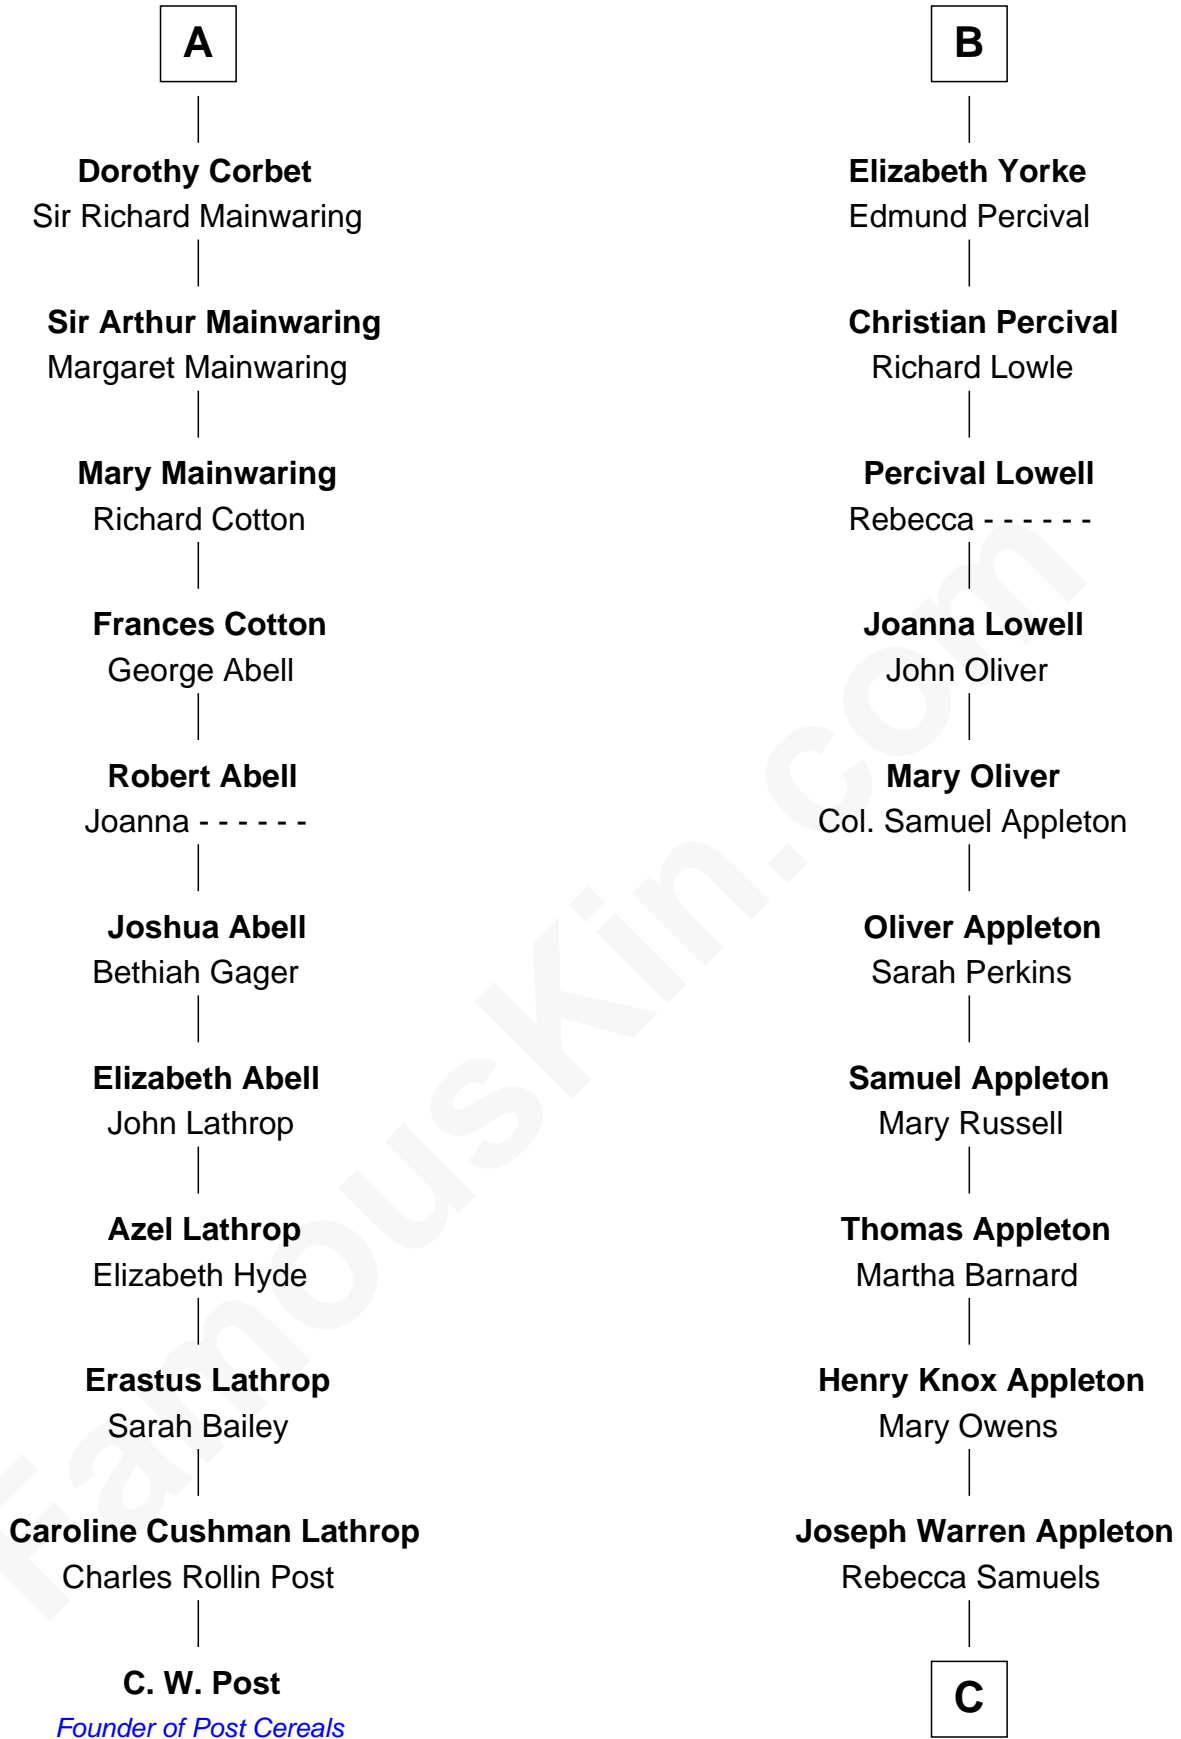 A
Dorothy Corbet
Sir Richard Mainwaring
Sir Arthur Mainwaring
Margaret Mainwaring
Mary Mainwaring
Richard Cotton
Frances Cotton
George Abell
Robert Abell
Joanna - - - - - -
Joshua Abell
Bethiah Gager
Elizabeth Abell
John Lathrop
Azel Lathrop
Elizabeth Hyde
Erastus Lathrop
Sarah Bailey
Caroline Cushman Lathrop
Charles Rollin Post
C. W. Post
Founder of Post Cereals
B
Elizabeth Yorke
Edmund Percival
Christian Percival
Richard Lowle
Percival Lowell
Rebecca - - - - - -
Joanna Lowell
John Oliver
Mary Oliver
Col. Samuel Appleton
Oliver Appleton
Sarah Perkins
Samuel Appleton
Mary Russell
Thomas Appleton
Martha Barnard
Henry Knox Appleton
Mary Owens
Joseph Warren Appleton
Rebecca Samuels
C
FamousKin.com